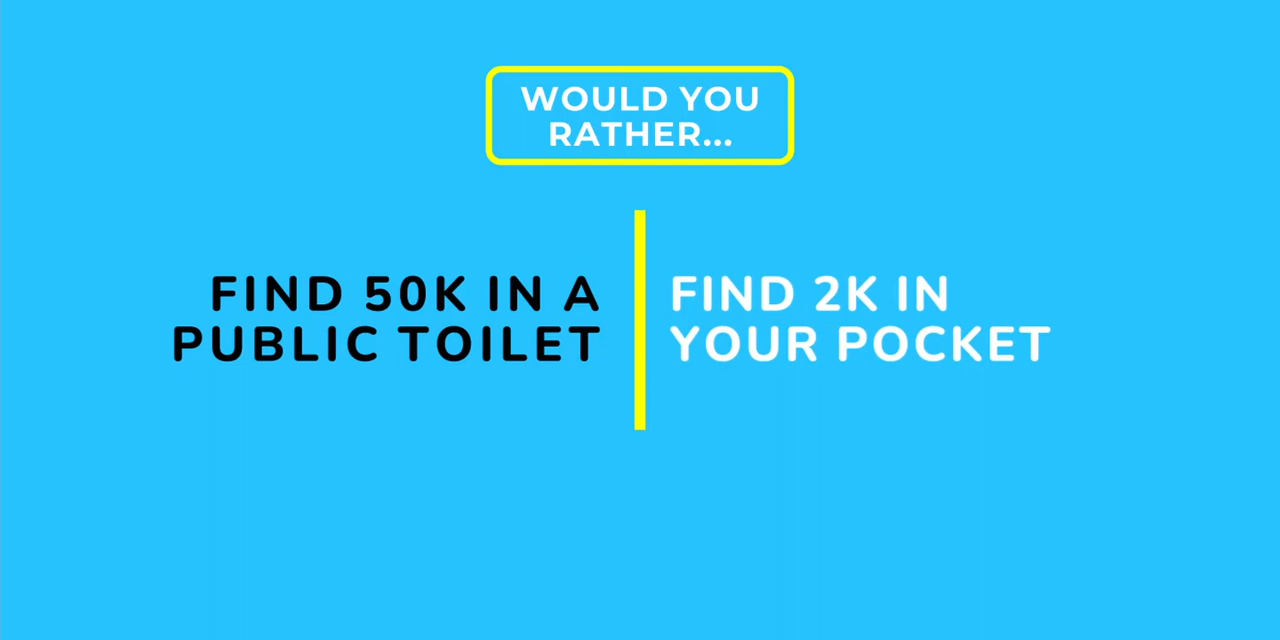 WOULD YOU
RATHER...
FIND 50K IN A
PUBLIC TOILET
FIND 2K IN
YOUR POCKET